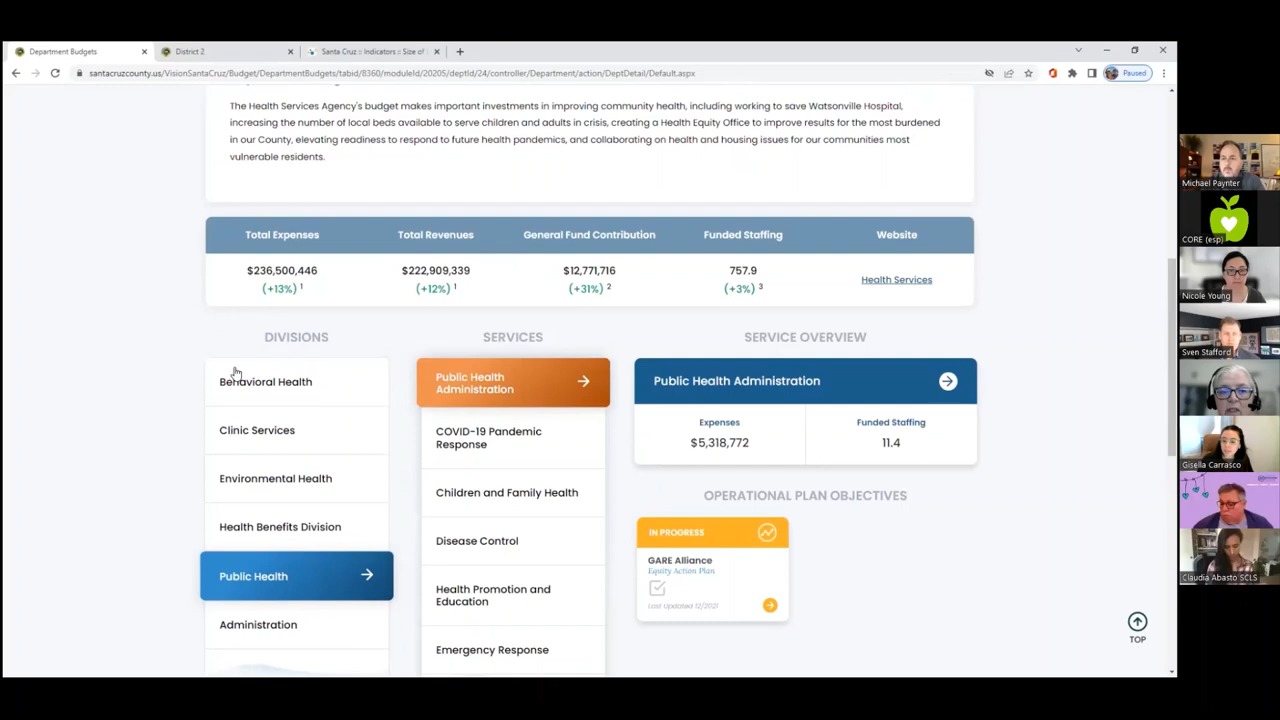 Department Budgets
District 2
Santa Cruz :: Indicators :: Size of
santacruzcounty.us/VisionSantaCruz/Budget/DepartmentBudgets/tabid/8360/moduleId/20205/deptId/24/controller/Department/action/DeptDetail/Default.aspx
Paused
The Health Services Agency's budget makes important investments in improving community health, including working to save Watsonville Hospital,
increasing the number of local beds available to serve children and adults in crisis, creating a Health Equity Office to improve results for the most burdened
in our County, elevating readiness to respond to future health pandemics, and collaborating on health and housing issues for our communities most
vulnerable residents.
Total Expenses
Total Revenues
General Fund Contribution
Funded Staffing
Website
$236,500,446
$222,909,339
$12,771,716
757.9
Health Services
(+13%) 1
(+12%) 1
(+31%) 2
(+3%) 3
DIVISIONS
SERVICES
SERVICE OVERVIEW
Behavioral Health
Clinic Services
Environmental Health
Health Benefits Division
Public Health
Administration
Public Health
Administration
COVID-19 Pandemic
Response
Children and Family Health
Disease Control
Health Promotion and
Education
Emergency Response
Public Health Administration
Expenses
Funded Staffing
$5,318,772
11.4
OPERATIONAL PLAN OBJECTIVES
IN PROGRESS
GARE Alliance
Equity Action Plan
Last Updated 12/2021
TOP
Michael Paynter
CORE (esp)
Nicole Young
Sven Stafford
Gisella Carrasco
Claudia Abasto SCLS